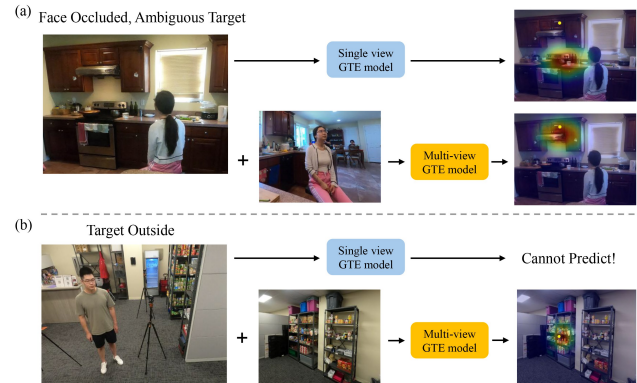 (a)
Face Occluded, Ambiguous Target
Single view
GTE model
+
Multi-view
GTE model
(b)
Target Outside
Single view
GTE model
Cannot Predict!
+
Multi-view
GTE model